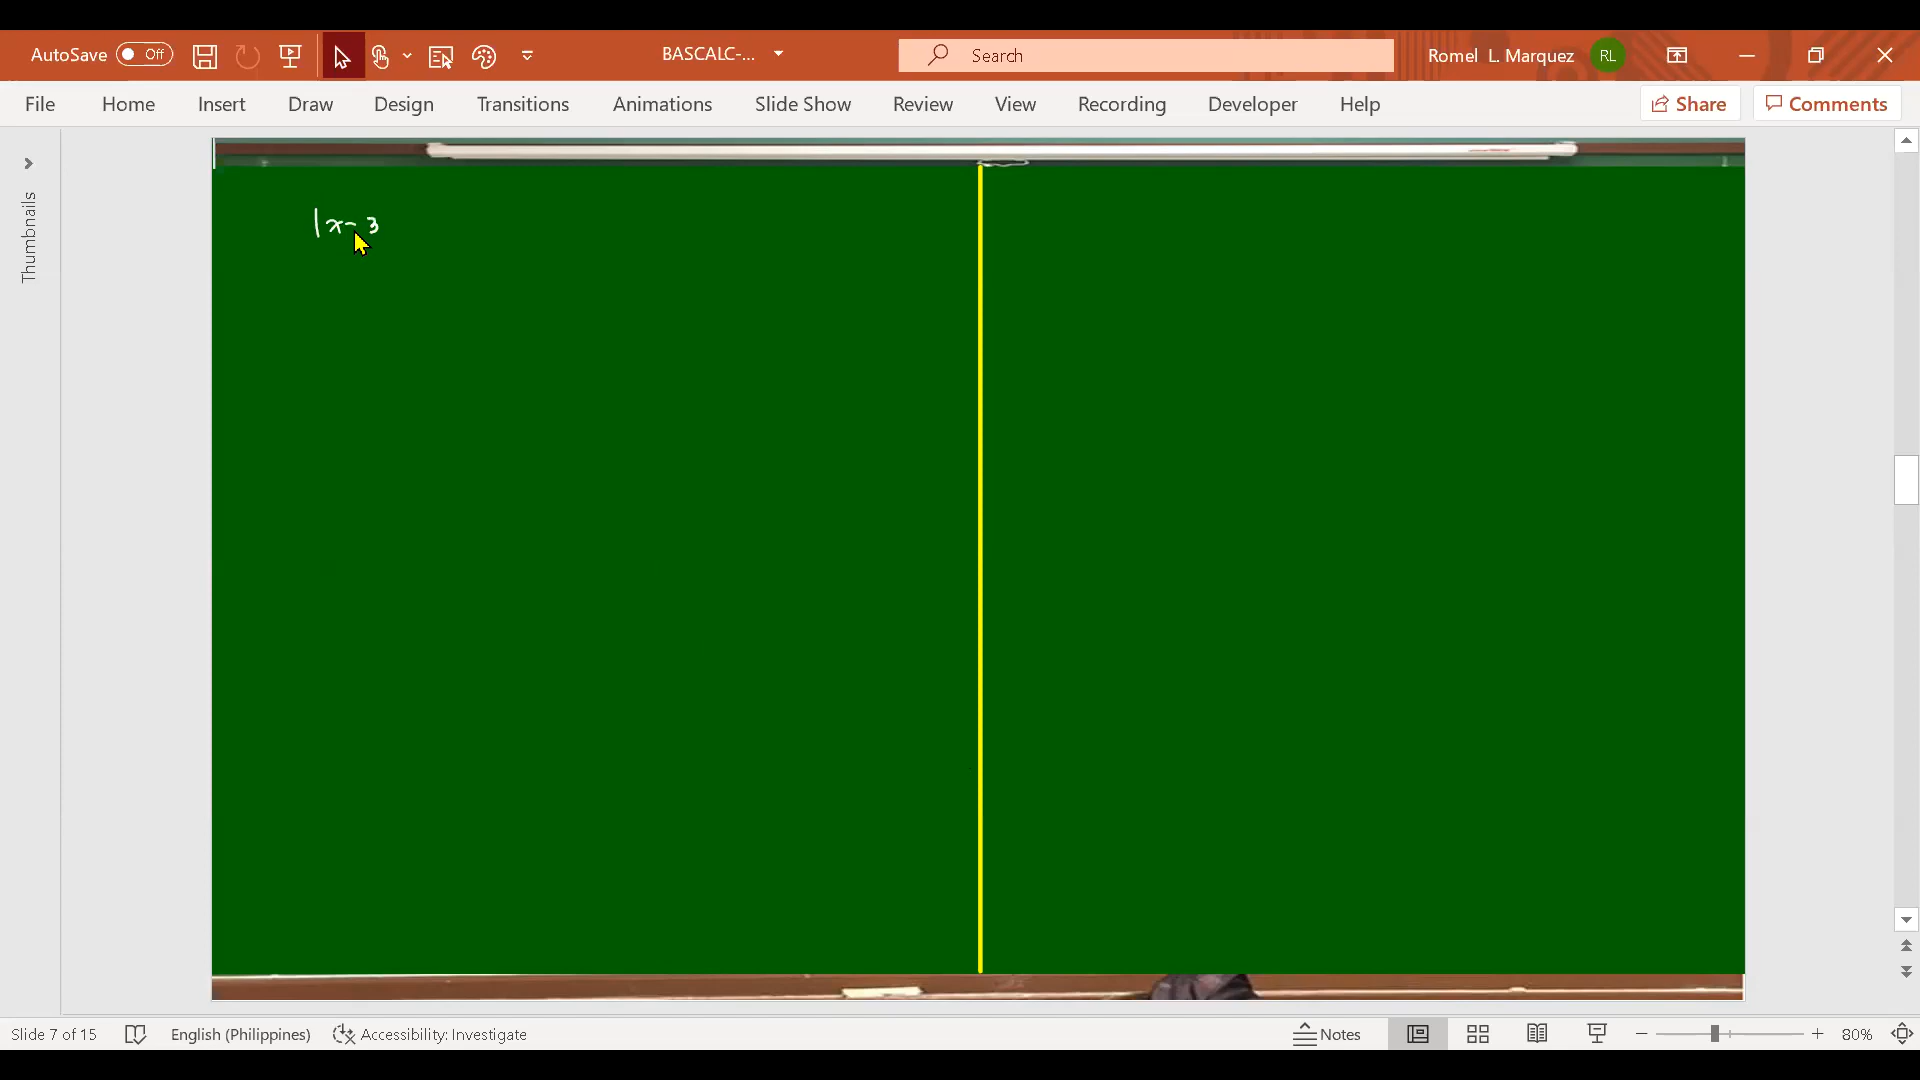 AutoSave Off BASCALC-... Search Romel L. Marquez RL
File Home Insert Draw Design Transitions Animations Slide Show Review View Recording Developer Help Share Comments
Thumbnails
|x - 3
Slide 7 of 15 English (Philippines) Accessibility: Investigate Notes 80%